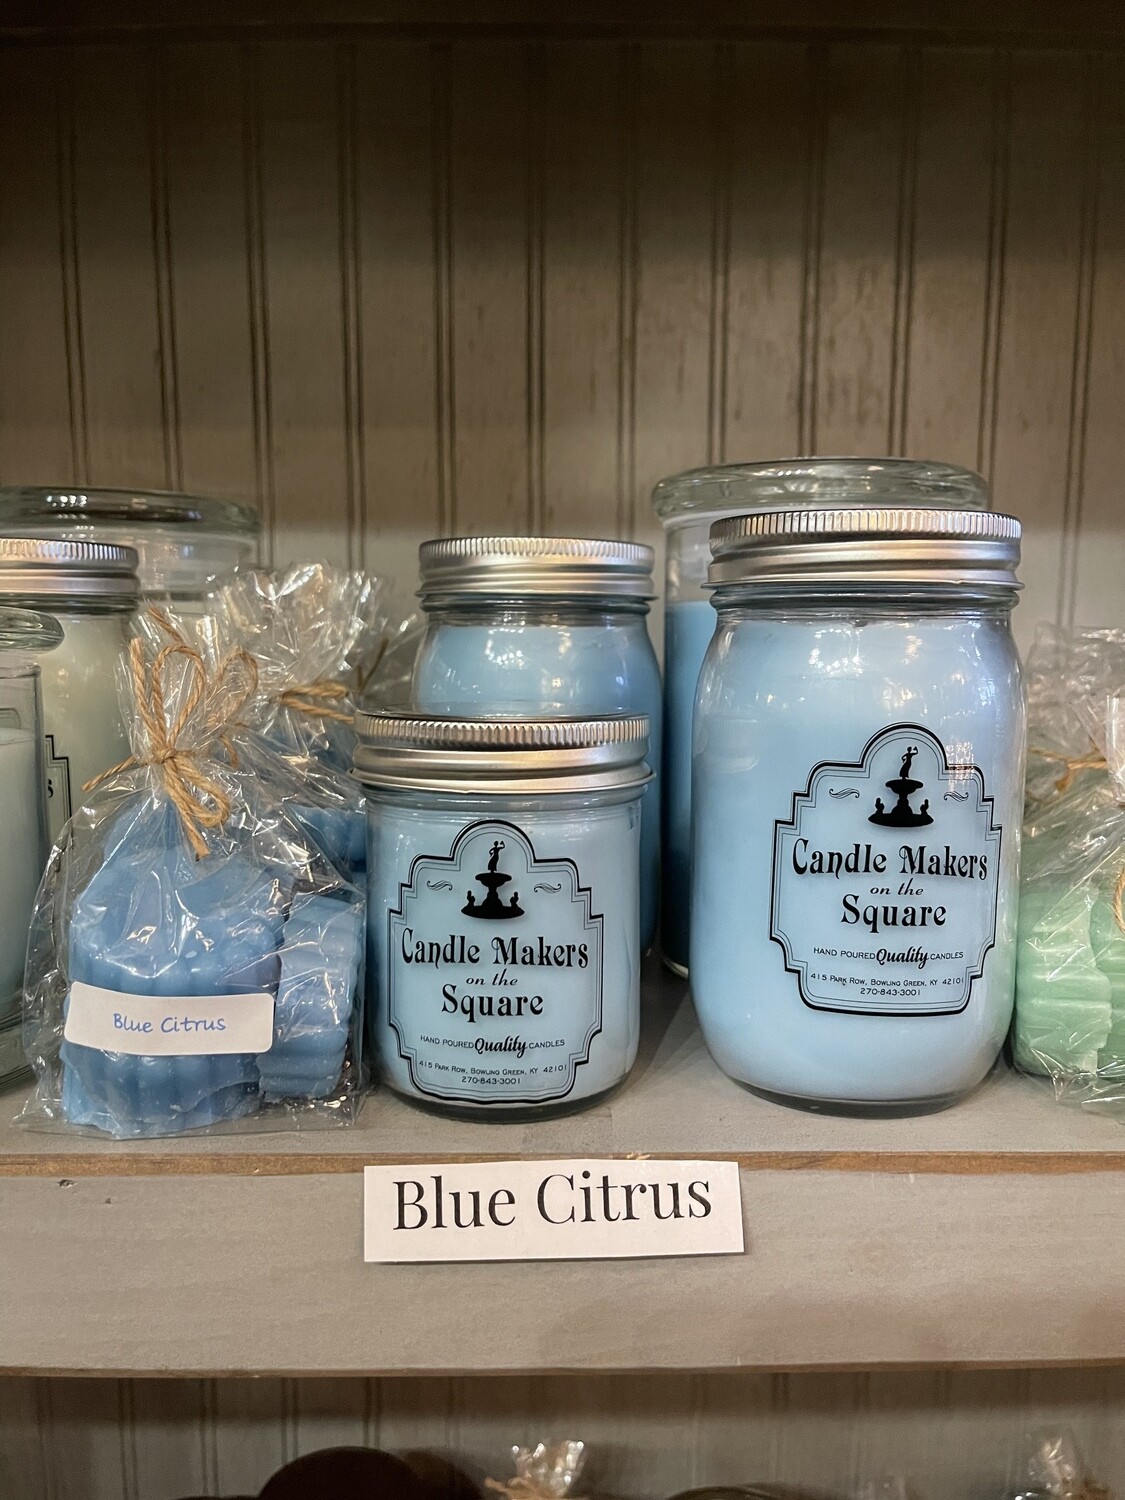 Candle Makers
on the
Square
HAND POURED Quality CANDLES
415 Park Row, Bowling Green, KY 42101
270-843-3001
Blue Citrus
Candle Makers
on the
Square
HAND POURED Quality CANDLES
415 Park Row, Bowling Green, KY 42101
270-843-3001
Blue Citrus